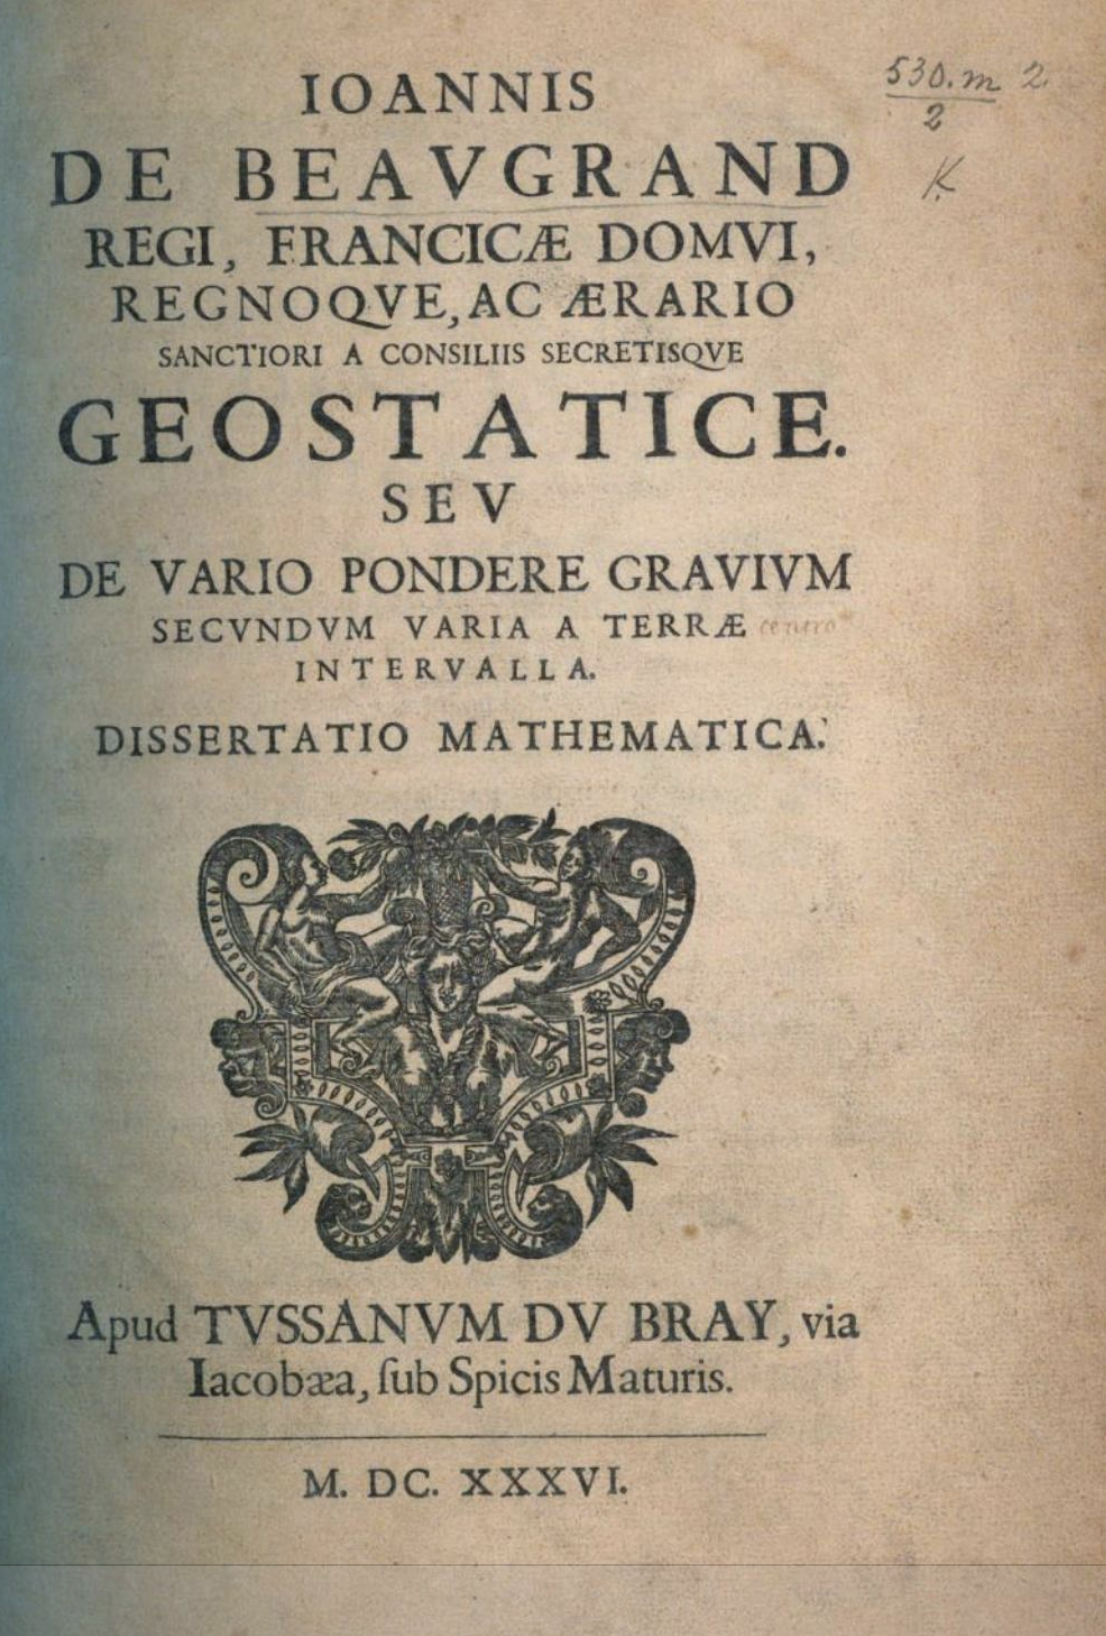 IOANNIS
DE BEAVGRAND
REGI, FRANCICÆ DOMVI,
REGNOQVE, AC ÆRARIO
SANCTIORI A CONSILIIS SECRETISQVE
GEOSTATICE.
SEV
DE VARIO PONDERE GRAVIVM
SECVNDVM VARIA A TERRÆ centro
INTERVALLA.
DISSERTATIO MATHEMATICA.
Apud TVSSANVM DV BRAY, via
Iacobæa, ſub Spicis Maturis.
M. DC. XXXVI.
530.m 2
2
K.